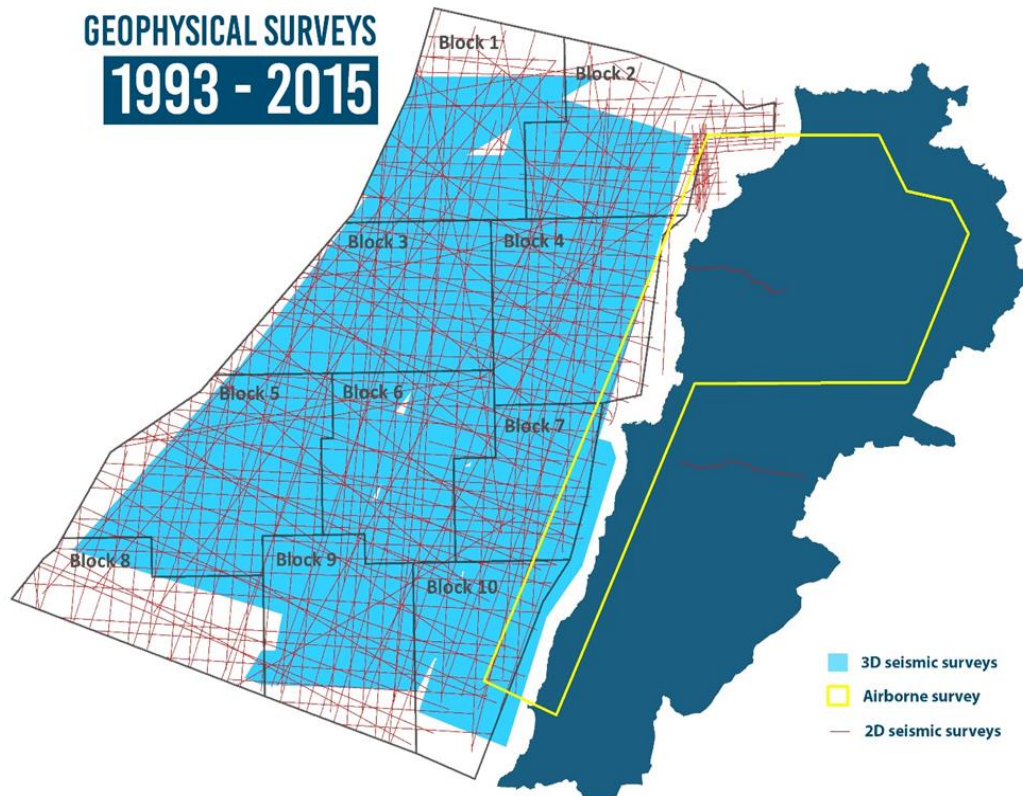 GEOPHYSICAL SURVEYS
1993 - 2015
Block 1
Block 2
Block 3
Block 4
Block 5
Block 6
Block 7
Block 8
Block 9
Block 10
3D seismic surveys
Airborne survey
2D seismic surveys